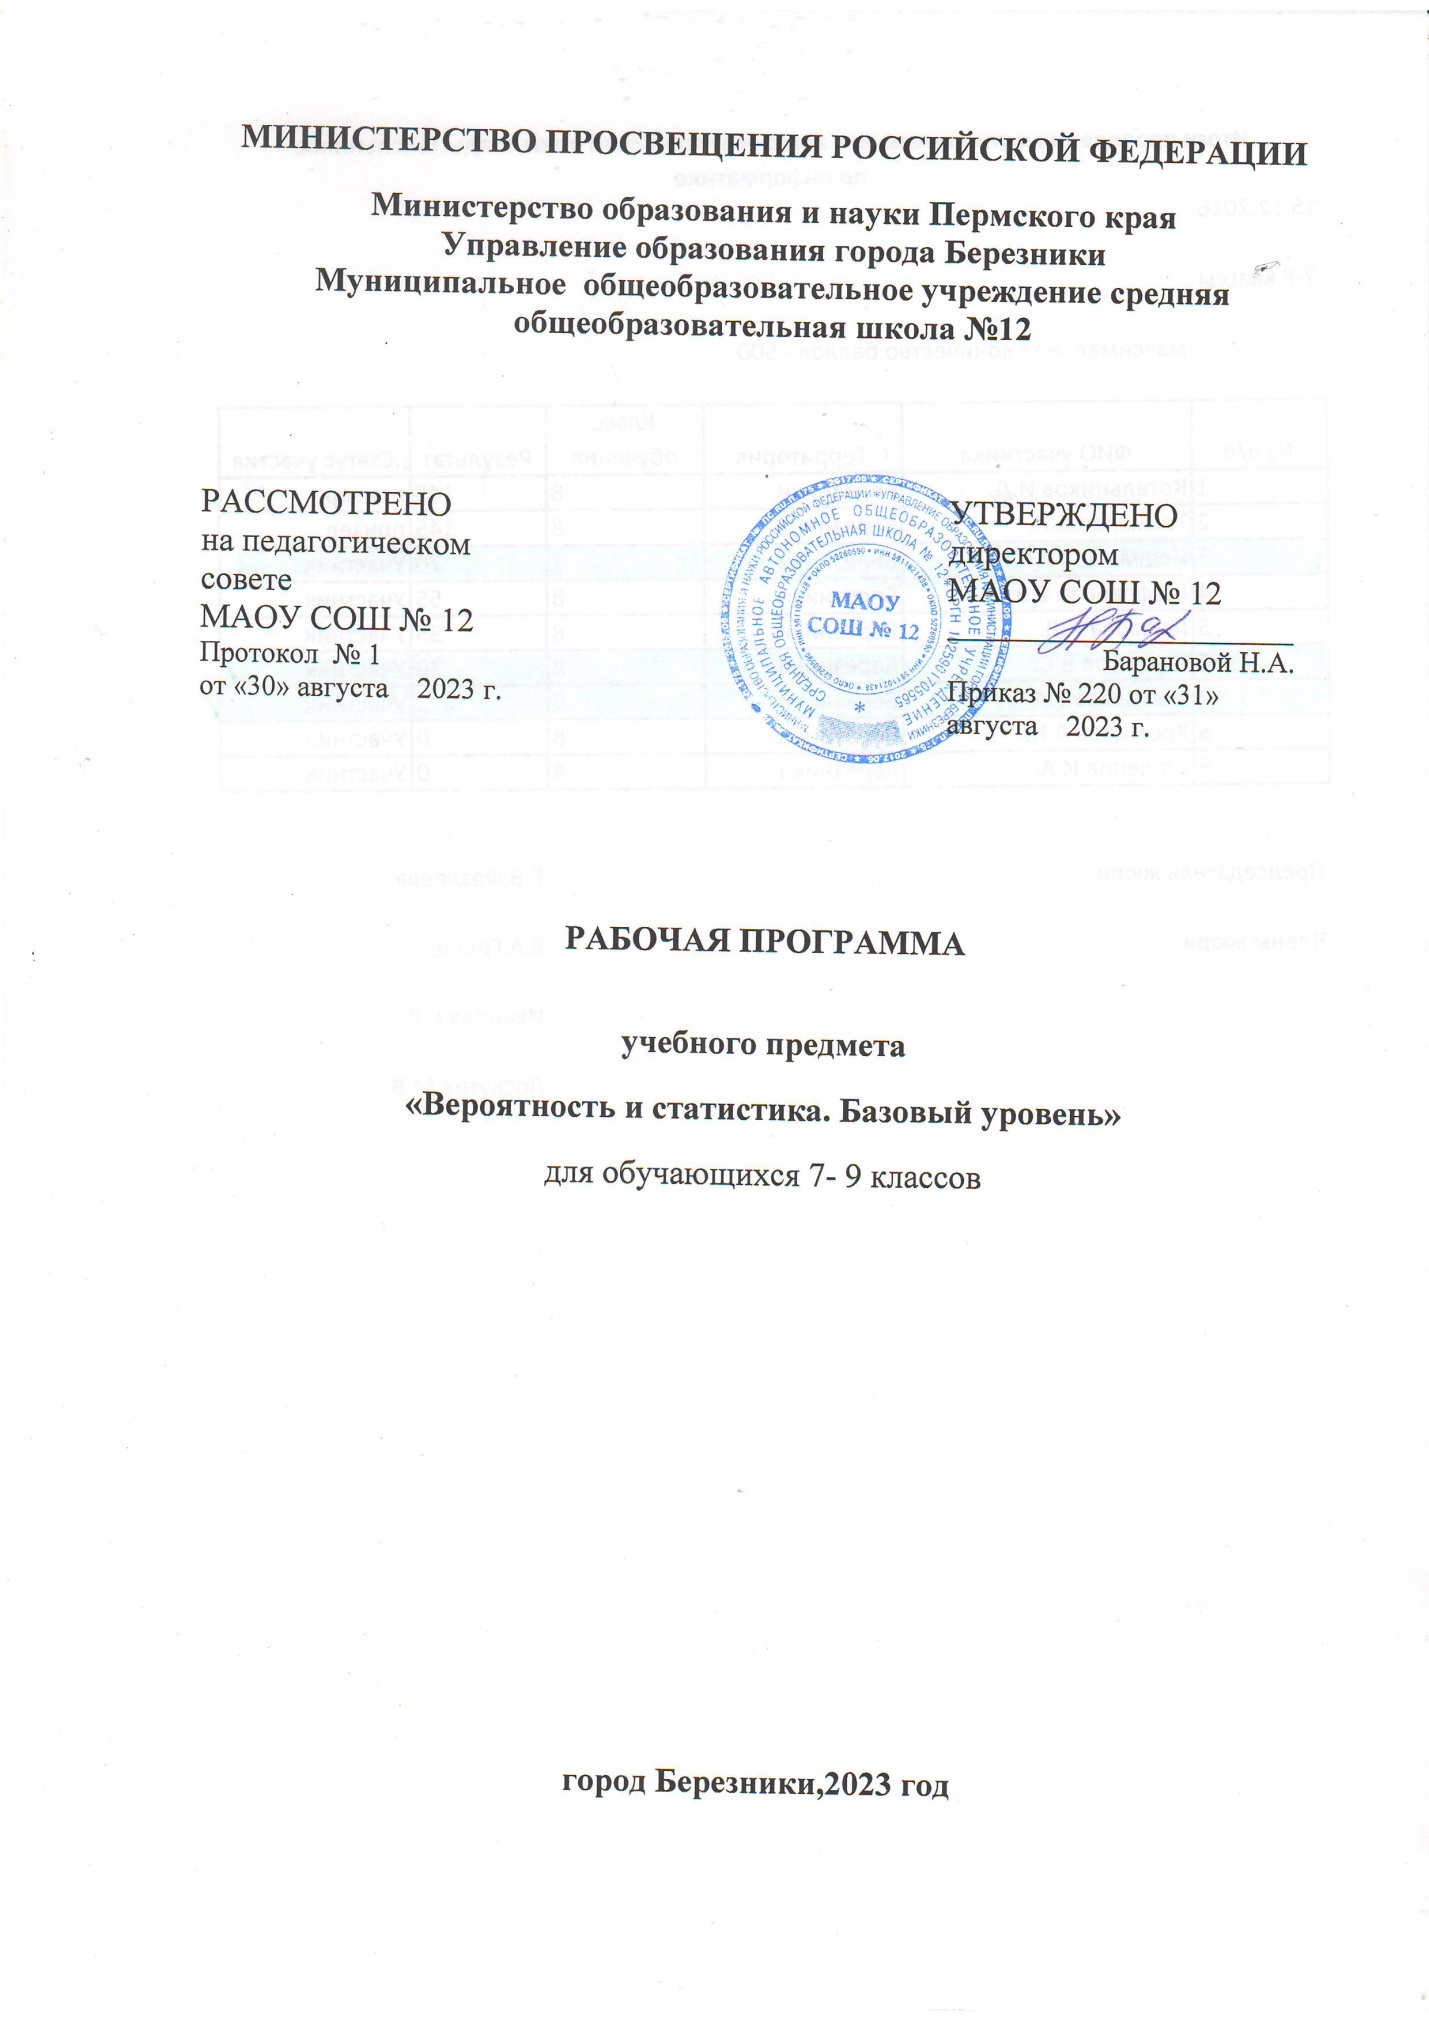 МИНИСТЕРСТВО ПРОСВЕЩЕНИЯ РОССИЙСКОЙ ФЕДЕРАЦИИ
Министерство образования и науки Пермского края
Управление образования города Березники
Муниципальное  общеобразовательное учреждение средняя
общеобразовательная школа №12
РАССМОТРЕНО
на педагогическом
совете
МАОУ СОШ № 12
Протокол  № 1
от «30» августа    2023 г.
МАОУ
СОШ № 12
УТВЕРЖДЕНО
директором
МАОУ СОШ № 12
Барановой Н.А.
Приказ № 220 от «31»
августа    2023 г.
РАБОЧАЯ ПРОГРАММА
учебного предмета
«Вероятность и статистика. Базовый уровень»
для обучающихся 7- 9 классов
город Березники,2023 год